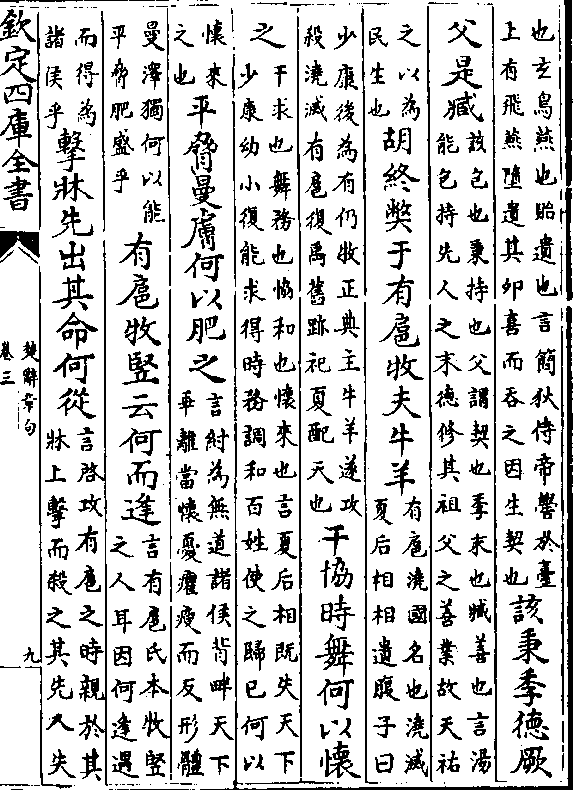 也玄鳥燕也貽遺也言簡狄侍帝嚳於臺
上有飛燕墮遺其卵喜而吞之因生契也
該秉季德厥
父是臧
該包也秉持也父謂契也季末也臧善也言湯
能包持先人之末德修其祖父之善業故天祐
之以為
民生也
胡終弊于有扈牧夫牛羊
有扈澆國名也澆滅
夏后相相遺腹子曰
少康後為有仍牧正典主牛羊遂攻
殺澆滅有扈復禹舊跡祀夏配天也
干協時舞何以懷
之
干求也舞務也協和也懷來也言夏后相既失天下
少康幼小復能求得時務調和百姓使之歸已何以
懷來
之也
平脅曼膚何以肥之
言紂為無道諸侯背畔天下
乖離當懷憂癯瘦而反形體
曼澤獨何以能
平脅肥盛乎
有扈牧豎云何而逢
言有扈氏本牧豎
之人耳因何逢遇
而得為
諸侯乎
擊牀先出其命何從
言啓攻有扈之時親於其
牀上擊而殺之其先人失
欽定四庫全書
楚辭章句
卷三
九